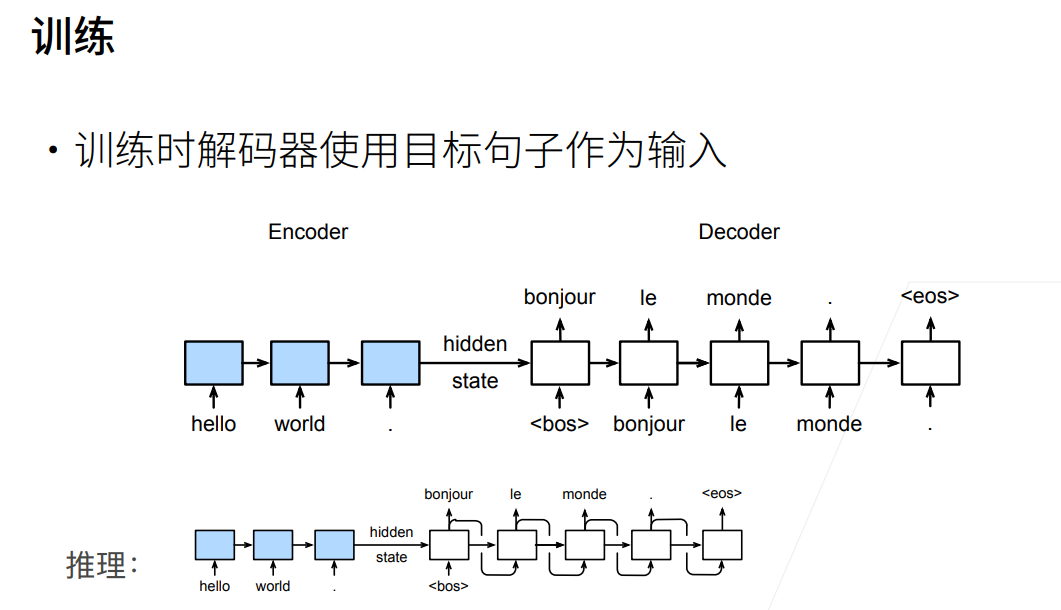 训练
• 训练时解码器使用目标句子作为输入
Encoder Decoder
bonjour le monde . <eos>
hidden
state
hello world . <bos> bonjour le monde .
bonjour le monde . <eos>
hidden
state
推理：
hello world . <bos>